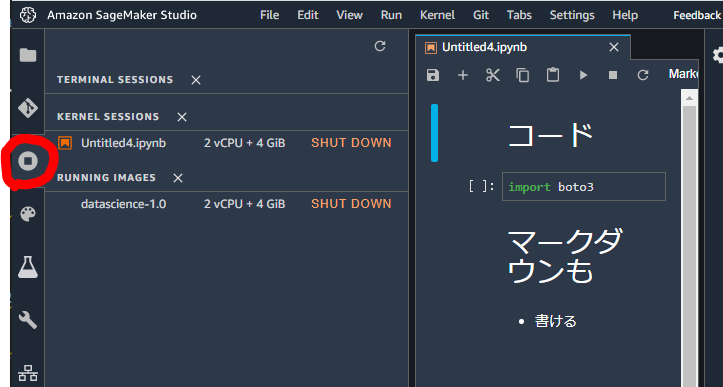 Amazon SageMaker Studio File Edit View Run Kernel Git Tabs Settings Help Feedback
TERMINAL SESSIONS
KERNEL SESSIONS
Untitled4.ipynb 2 vCPU + 4 GiB SHUT DOWN
RUNNING IMAGES
datascience-1.0 2 vCPU + 4 GiB SHUT DOWN
Untitled4.ipynb
Marko
コード
[ ]: import boto3
マークダ
ウンも
• 書ける